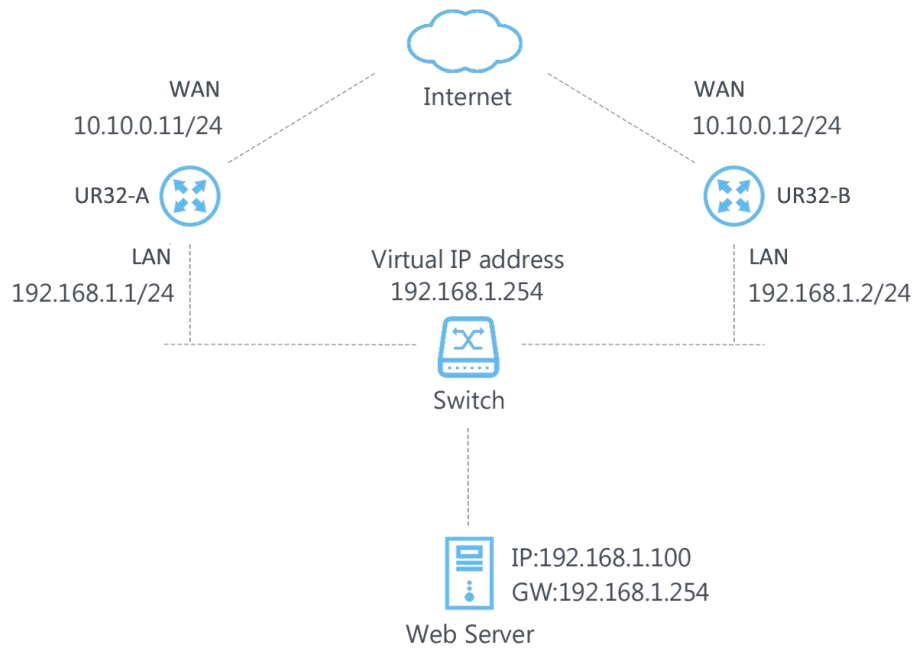 Internet
WAN
10.10.0.11/24
WAN
10.10.0.12/24
UR32-A
UR32-B
LAN
192.168.1.1/24
Virtual IP address
192.168.1.254
LAN
192.168.1.2/24
Switch
IP:192.168.1.100
GW:192.168.1.254
Web Server